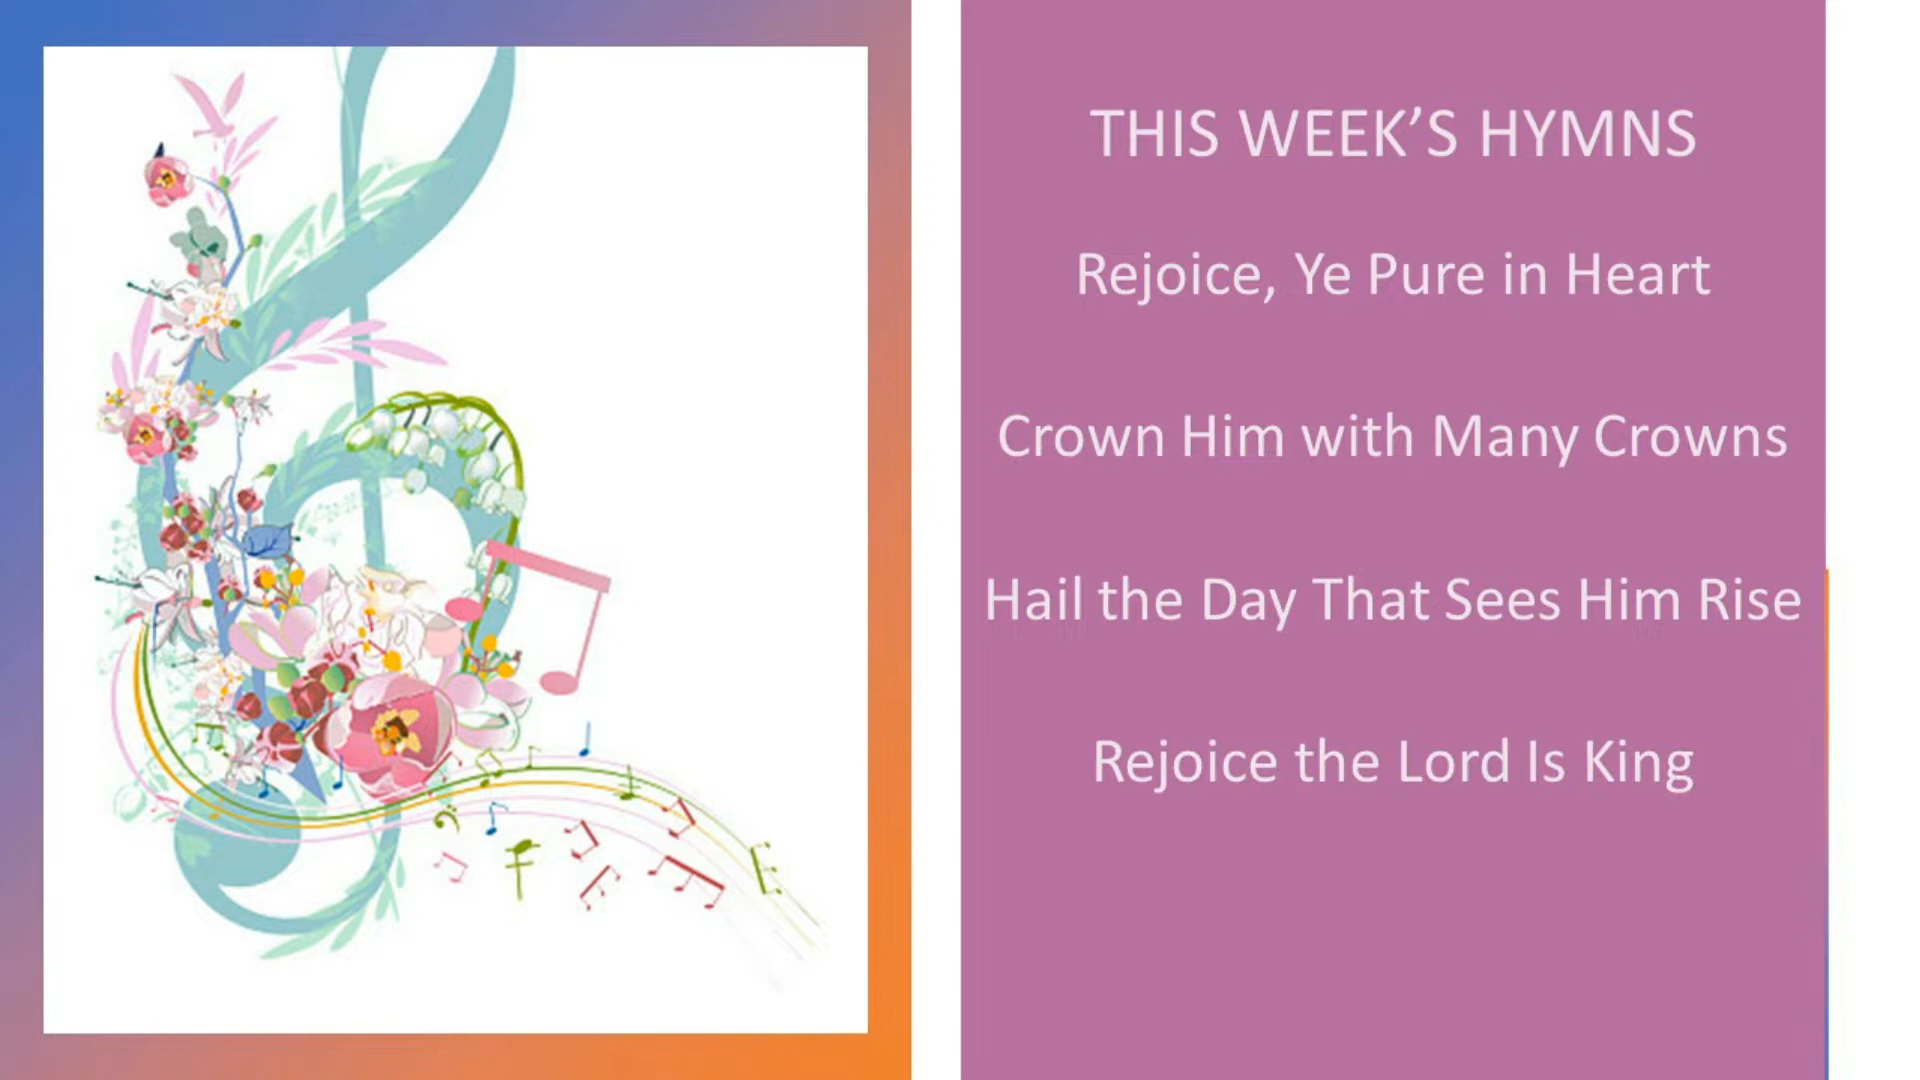 THIS WEEK’S HYMNS
Rejoice, Ye Pure in Heart
Crown Him with Many Crowns
Hail the Day That Sees Him Rise
Rejoice the Lord Is King